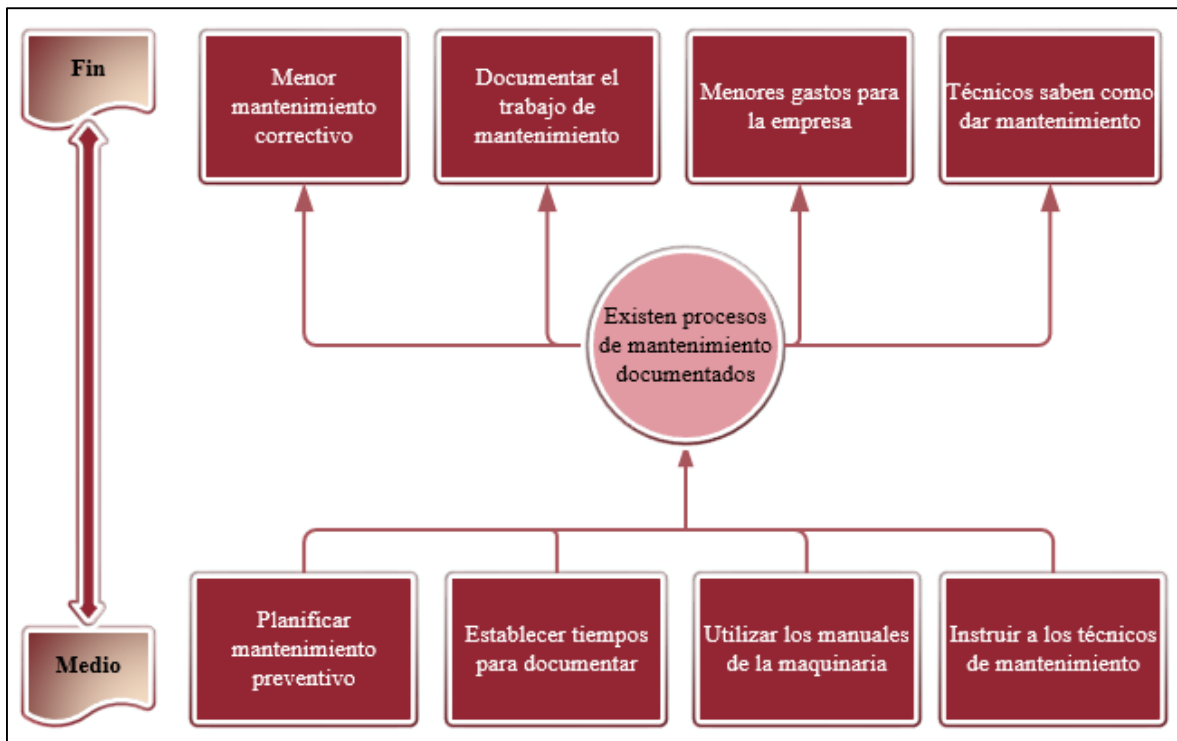 Fin
Menor
mantenimiento
correctivo
Documentar el
trabajo de
mantenimiento
Menores gastos para
la empresa
Técnicos saben como
dar mantenimiento
Existen procesos
de mantenimiento
documentados
Medio
Planificar
mantenimiento
preventivo
Establecer tiempos
para documentar
Utilizar los manuales
de la maquinaria
Instruir a los técnicos
de mantenimiento